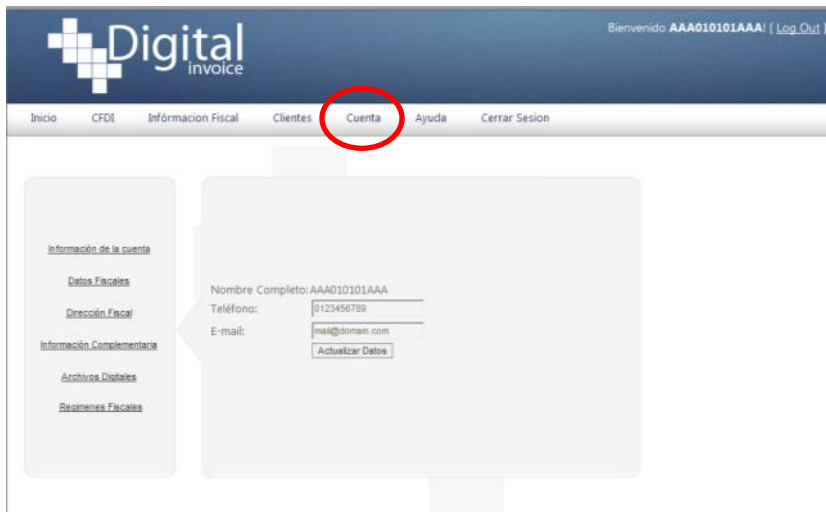 Digital
invoice
Bienvenido AAA010101AAA! [ Log Out ]
Inicio CFDI Infórmacion Fiscal Clientes Cuenta Ayuda Cerrar Sesion
Información de la cuenta
Datos Fiscales
Dirección Fiscal
Información Complementaria
Archivos Digitales
Regimenes Fiscales
Nombre Completo: AAA010101AAA
Teléfono: 0123456789
E-mail: mail@domain.com
Actualizar Datos